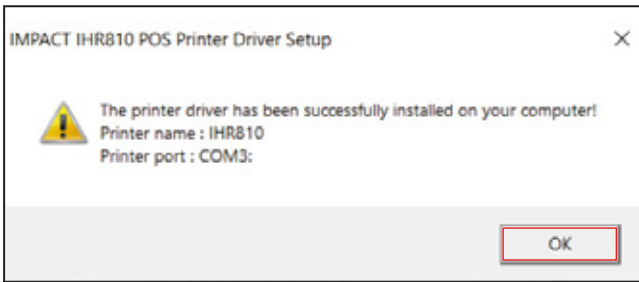 IMPACT IHR810 POS Printer Driver Setup
The printer driver has been successfully installed on your computer!
Printer name : IHR810
Printer port : COM3:
OK